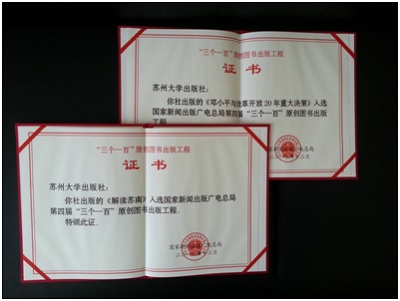 “三个一百”原创图书出版工程
证书
苏州大学出版社：
你社出版的《邓小平与改革开放20年重大决策》入选
国家新闻出版广电总局第四届“三个一百”原创图书出版
工程。
“三个一百”原创图书出版工程
证书
苏州大学出版社：
你社出版的《解读苏南》入选国家新闻出版广电总局
第四届“三个一百”原创图书出版工程。
特颁此证。